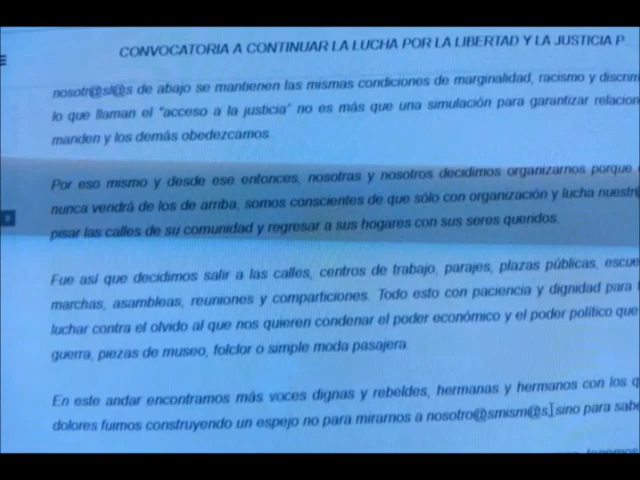 CONVOCATORIA A CONTINUAR LA LUCHA POR LA LIBERTAD Y LA JUSTICIA P...
nosotr@sl@s de abajo se mantienen las mismas condiciones de marginalidad, racismo y discrim
lo que llaman el "acceso a la justicia" no es más que una simulación para garantizar relacion
manden y los demás obedezcamos.
Por eso mismo y desde ese entonces, nosotras y nosotros decidimos organizarnos porque
nunca vendrá de los de arriba, somos conscientes de que sólo con organización y lucha nuestr
pisar las calles de su comunidad y regresar a sus hogares con sus seres queridos.
Fue así que decidimos salir a las calles, centros de trabajo, parajes, plazas públicas, escue
marchas, asambleas, reuniones y comparticiones. Todo esto con paciencia y dignidad para
luchar contra el olvido al que nos quieren condenar el poder económico y el poder político que
guerra, piezas de museo, folclor o simple moda pasajera.
En este andar encontramos más voces dignas y rebeldes, hermanas y hermanos con los q
dolores fuimos construyendo un espejo no para mirarnos a nosotro@smism@s, sino para sabe